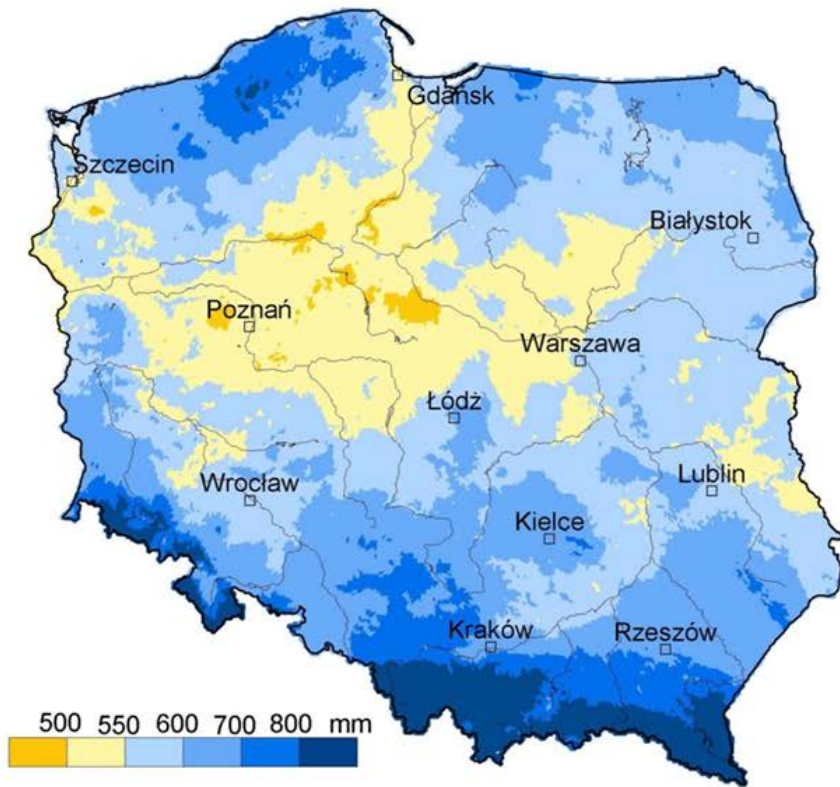 Gdańsk
Szczecin
Białystok
Poznań
Warszawa
Łódź
Lublin
Wrocław
Kielce
Kraków
Rzeszów
500 550 600 700 800 mm